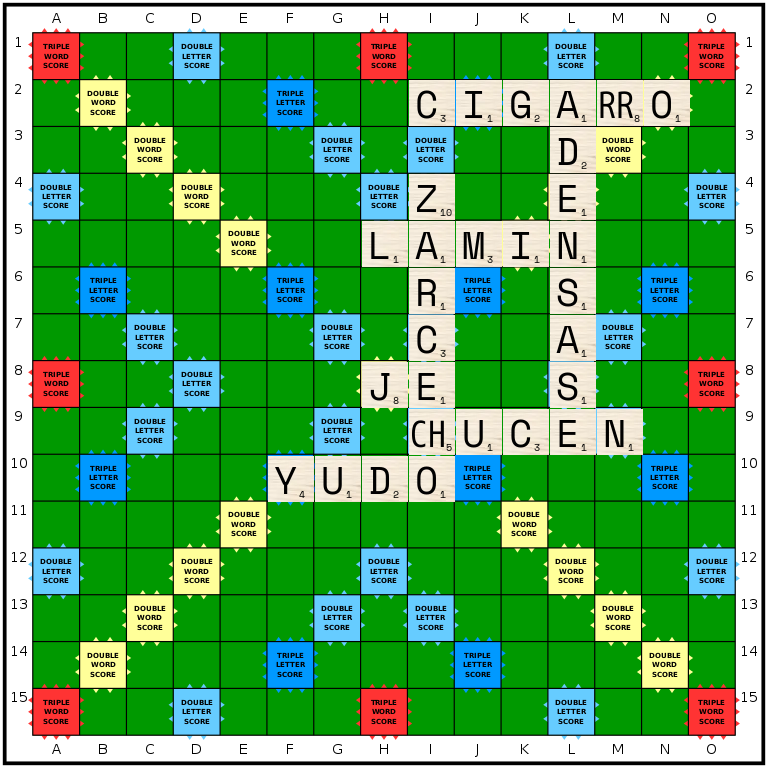 A B C D E F G H I J K L M N O
1 TRIPLE WORD SCORE DOUBLE LETTER SCORE TRIPLE WORD SCORE DOUBLE LETTER SCORE TRIPLE WORD SCORE 1
2 DOUBLE WORD SCORE TRIPLE LETTER SCORE C3 I1 G2 A1 RR8 O1 2
3 DOUBLE WORD SCORE DOUBLE LETTER SCORE DOUBLE LETTER SCORE D2 DOUBLE WORD SCORE 3
4 DOUBLE LETTER SCORE DOUBLE WORD SCORE DOUBLE LETTER SCORE Z10 E1 DOUBLE LETTER SCORE 4
5 DOUBLE WORD SCORE L1 A1 M3 I1 N1 5
6 TRIPLE LETTER SCORE TRIPLE LETTER SCORE R1 TRIPLE LETTER SCORE S1 TRIPLE LETTER SCORE 6
7 DOUBLE LETTER SCORE DOUBLE LETTER SCORE C3 A1 DOUBLE LETTER SCORE 7
8 TRIPLE WORD SCORE DOUBLE LETTER SCORE J8 E1 S1 TRIPLE WORD SCORE 8
9 DOUBLE LETTER SCORE DOUBLE LETTER SCORE CH5 U1 C3 E1 N1 9
10 TRIPLE LETTER SCORE Y4 U1 D2 O1 TRIPLE LETTER SCORE TRIPLE LETTER SCORE 10
11 DOUBLE WORD SCORE DOUBLE WORD SCORE 11
12 DOUBLE LETTER SCORE DOUBLE WORD SCORE DOUBLE LETTER SCORE DOUBLE WORD SCORE DOUBLE LETTER SCORE 12
13 DOUBLE WORD SCORE DOUBLE LETTER SCORE DOUBLE LETTER SCORE DOUBLE WORD SCORE 13
14 DOUBLE WORD SCORE TRIPLE LETTER SCORE TRIPLE LETTER SCORE DOUBLE WORD SCORE 14
15 TRIPLE WORD SCORE DOUBLE LETTER SCORE TRIPLE WORD SCORE DOUBLE LETTER SCORE TRIPLE WORD SCORE 15
A B C D E F G H I J K L M N O